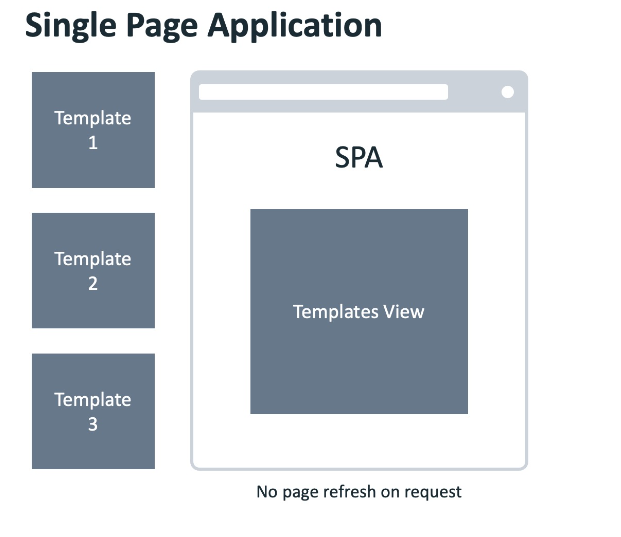 Single Page Application
Template
1
Template
2
Template
3
SPA
Templates View
No page refresh on request